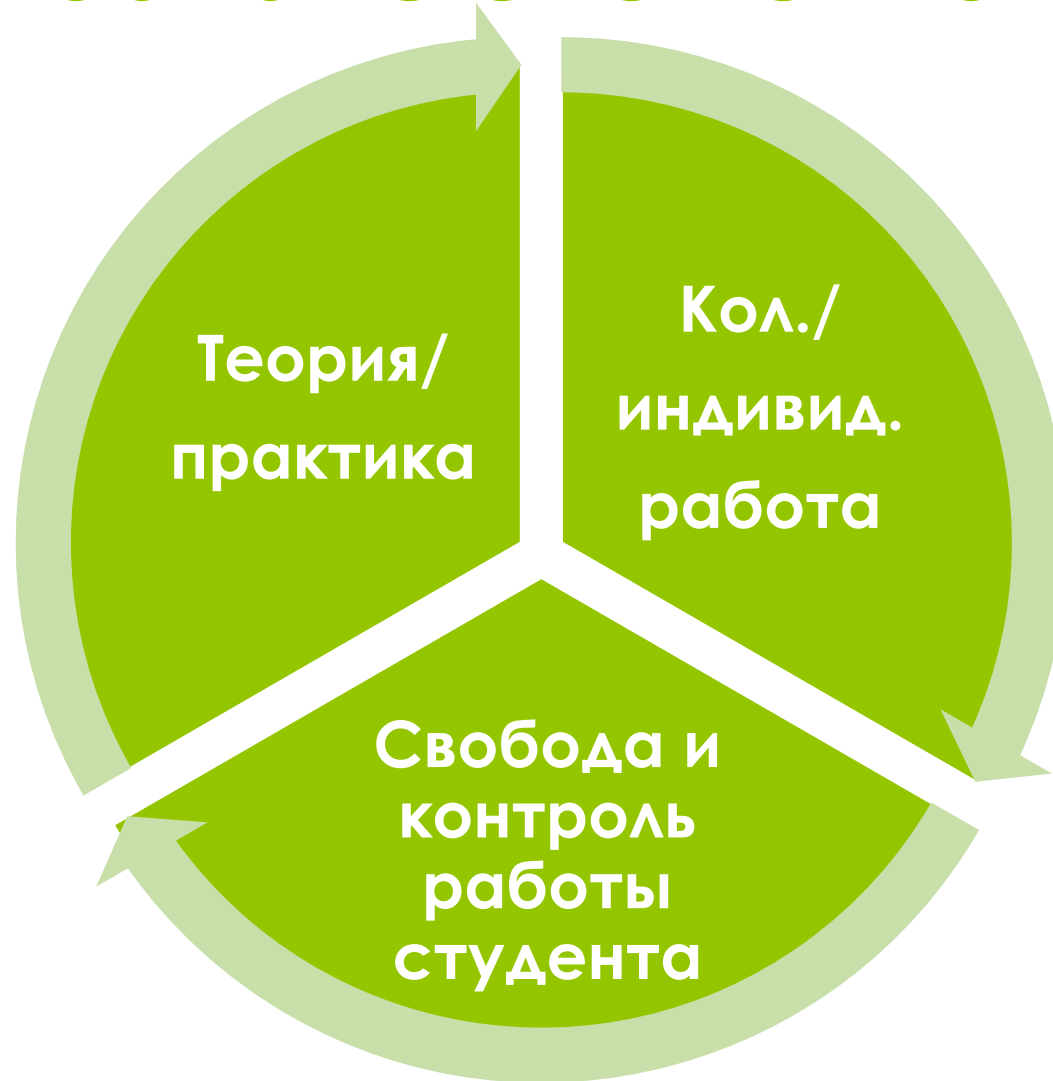 Теория/
практика
Кол./
индивид.
работа
Свобода и
контроль
работы
студента